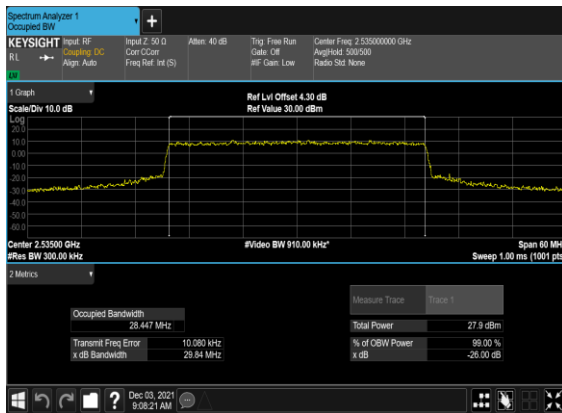 Spectrum Analyzer 1
Occupied BW
+
KEYSIGHT Input: RF Input Z: 50 Ω Atten: 40 dB Trig: Free Run Center Freq: 2.535000000 GHz
RL Coupling: DC Corr CCorr Gate: Off Avg|Hold: 500/500
Align: Auto Freq Ref: Int (S) #IF Gain: Low Radio Std: None
1 Graph
Ref Lvl Offset 4.30 dB
Scale/Div 10.0 dB Ref Value 30.00 dBm
Log
20.0
10.0
0.00
-10.0
-20.0
-30.0
-40.0
-50.0
-60.0
Center 2.53500 GHz #Video BW 910.00 kHz* Span 60 MH
#Res BW 300.00 kHz Sweep 1.00 ms (1001 pts
2 Metrics
Measure Trace Trace 1
Occupied Bandwidth
28.447 MHz
Total Power 27.9 dBm
Transmit Freq Error 10.080 kHz % of OBW Power 99.00 %
x dB Bandwidth 29.84 MHz x dB -26.00 dB
? Dec 03, 2021
9:08:21 AM